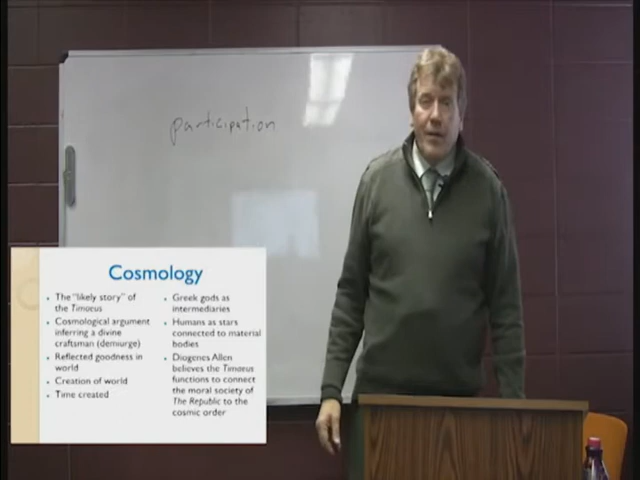 participation
Cosmology
• The "likely story" of
the Timaeus
• Cosmological argument
inferring a divine
craftsman (demiurge)
• Reflected goodness in
world
• Creation of world
• Time created
• Greek gods as
intermediaries
• Humans as stars
connected to material
bodies
• Diogenes Allen
believes the Timaeus
functions to connect
the moral society of
The Republic to the
cosmic order